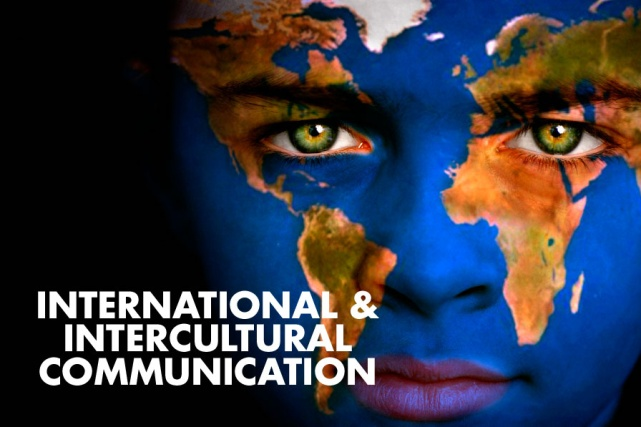 INTERNATIONAL &
INTERCULTURAL
COMMUNICATION